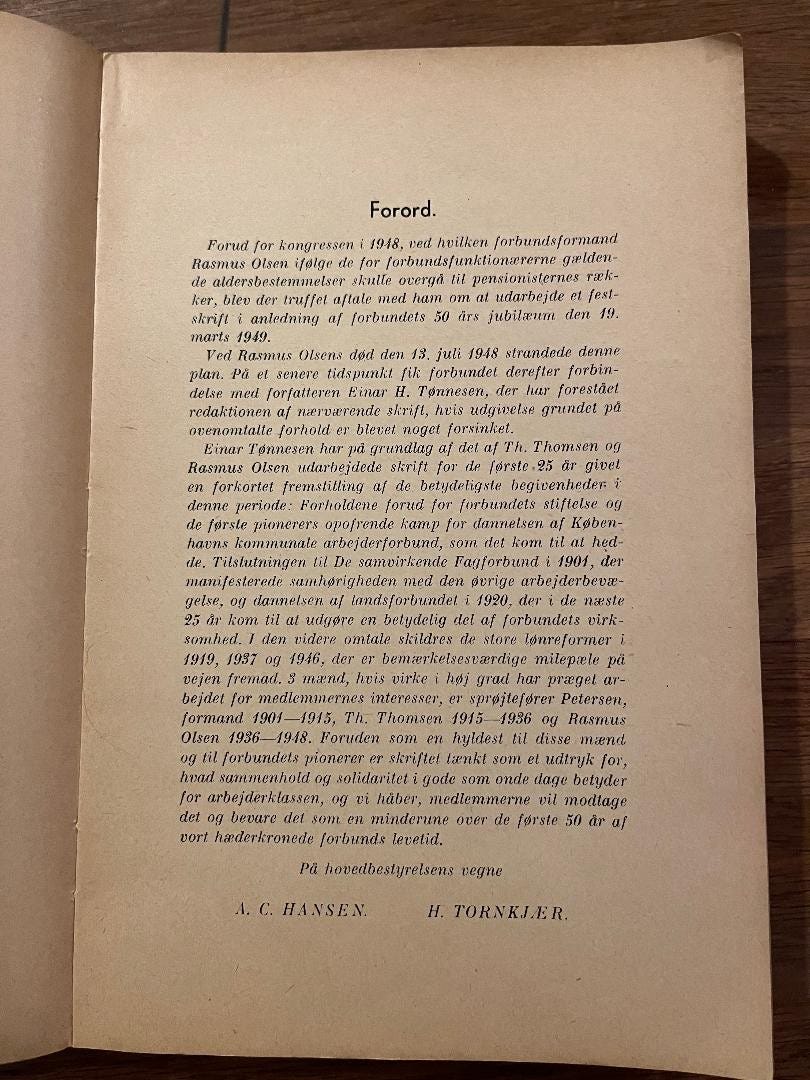 Forord.
Forud for kongressen i 1948, ved hvilken forbundsformand
Rasmus Olsen ifølge de for forbundsfunktionærerne gælden-
de aldersbestemmelser skulle overgå til pensionisternes ræk-
ker, blev der truffet aftale med ham om at udarbejde et fest-
skrift i anledning af forbundets 50 års jubilæum den 19.
marts 1949.
Ved Rasmus Olsens død den 13. juli 1948 strandede denne
plan. På et senere tidspunkt fik forbundet derefter forbin-
delse med forfatteren Einar H. Tønnesen, der har forestået
redaktionen af nærværende skrift, hvis udgivelse grundet på
ovenomtalte forhold er blevet noget forsinket.
Einar Tønnesen har på grundlag af det af Th. Thomsen og
Rasmus Olsen udarbejdede skrift for de første 25 år givet
en forkortet fremstilling af de betydeligste begivenheder i
denne periode: Forholdene forud for forbundets stiftelse og
de første pionerers opofrende kamp for dannelsen af Køben-
havns kommunale arbejderforbund, som det kom til at hed-
de. Tilslutningen til De samvirkende Fagforbund i 1901, der
manifesterede samhørigheden med den øvrige arbejderbevæ-
gelse, og dannelsen af landsforbundet i 1920, der i de næste
25 år kom til at udgøre en betydelig del af forbundets virk-
somhed. I den videre omtale skildres de store lønreformer i
1919, 1937 og 1946, der er bemærkelsesværdige milepæle på
vejen fremad. 3 mænd, hvis virke i høj grad har præget ar-
bejdet for medlemmernes interesser, er sprøjtefører Petersen,
formand 1901—1915, Th. Thomsen 1915—1936 og Rasmus
Olsen 1936—1948. Foruden som en hyldest til disse mænd
og til forbundets pionerer er skriftet tænkt som et udtryk for,
hvad sammenhold og solidaritet i gode som onde dage betyder
for arbejderklassen, og vi håber, medlemmerne vil modtage
det og bevare det som en minderune over de første 50 år af
vort hæderkronede forbunds levetid.
På hovedbestyrelsens vegne
A. C. HANSEN. H. TORNKJÆR.